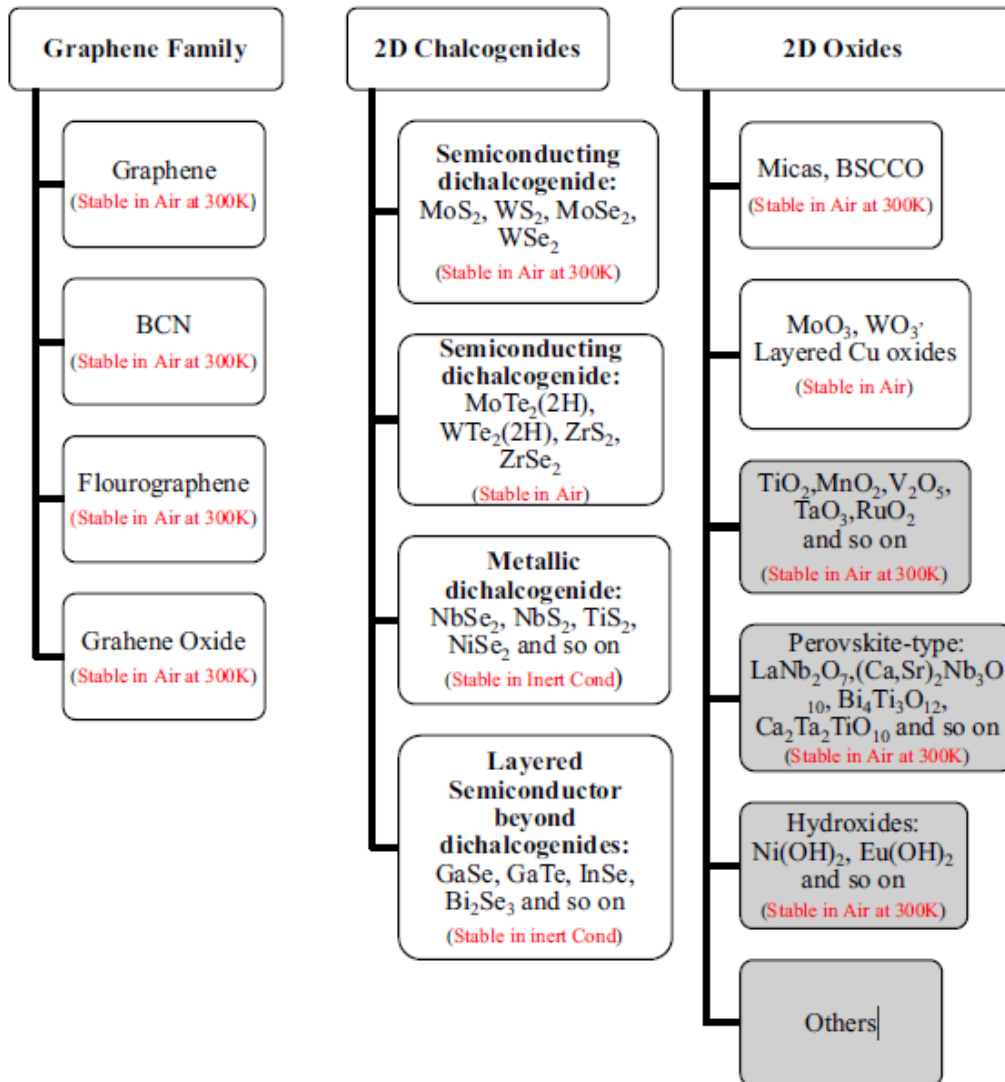 Graphene Family
Graphene
(Stable in Air at 300K)
BCN
(Stable in Air at 300K)
Flourographene
(Stable in Air at 300K)
Grahene Oxide
(Stable in Air at 300K)
2D Chalcogenides
Semiconducting
dichalcogenide:
MoS₂, WS₂, MoSe₂,
WSe₂
(Stable in Air at 300K)
Semiconducting
dichalcogenide:
MoTe₂(2H),
WTe₂(2H), ZrS₂,
ZrSe₂
(Stable in Air)
Metallic
dichalcogenide:
NbSe₂, NbS₂, TiS₂,
NiSe₂ and so on
(Stable in Inert Cond)
Layered
Semiconductor
beyond
dichalcogenides:
GaSe, GaTe, InSe,
Bi₂Se₃ and so on
(Stable in inert Cond)
2D Oxides
Micas, BSCCO
(Stable in Air at 300K)
MoO₃, WO₃,
Layered Cu oxides
(Stable in Air)
TiO₂,MnO₂,V₂O₅,
TaO₃,RuO₂
and so on
(Stable in Air at 300K)
Perovskite-type:
LaNb₂O₇,(Ca,Sr)₂Nb₃O
₁₀, Bi₄Ti₃O₁₂,
Ca₂Ta₂TiO₁₀ and so on
(Stable in Air at 300K)
Hydroxides:
Ni(OH)₂, Eu(OH)₂
and so on
(Stable in Air at 300K)
Others